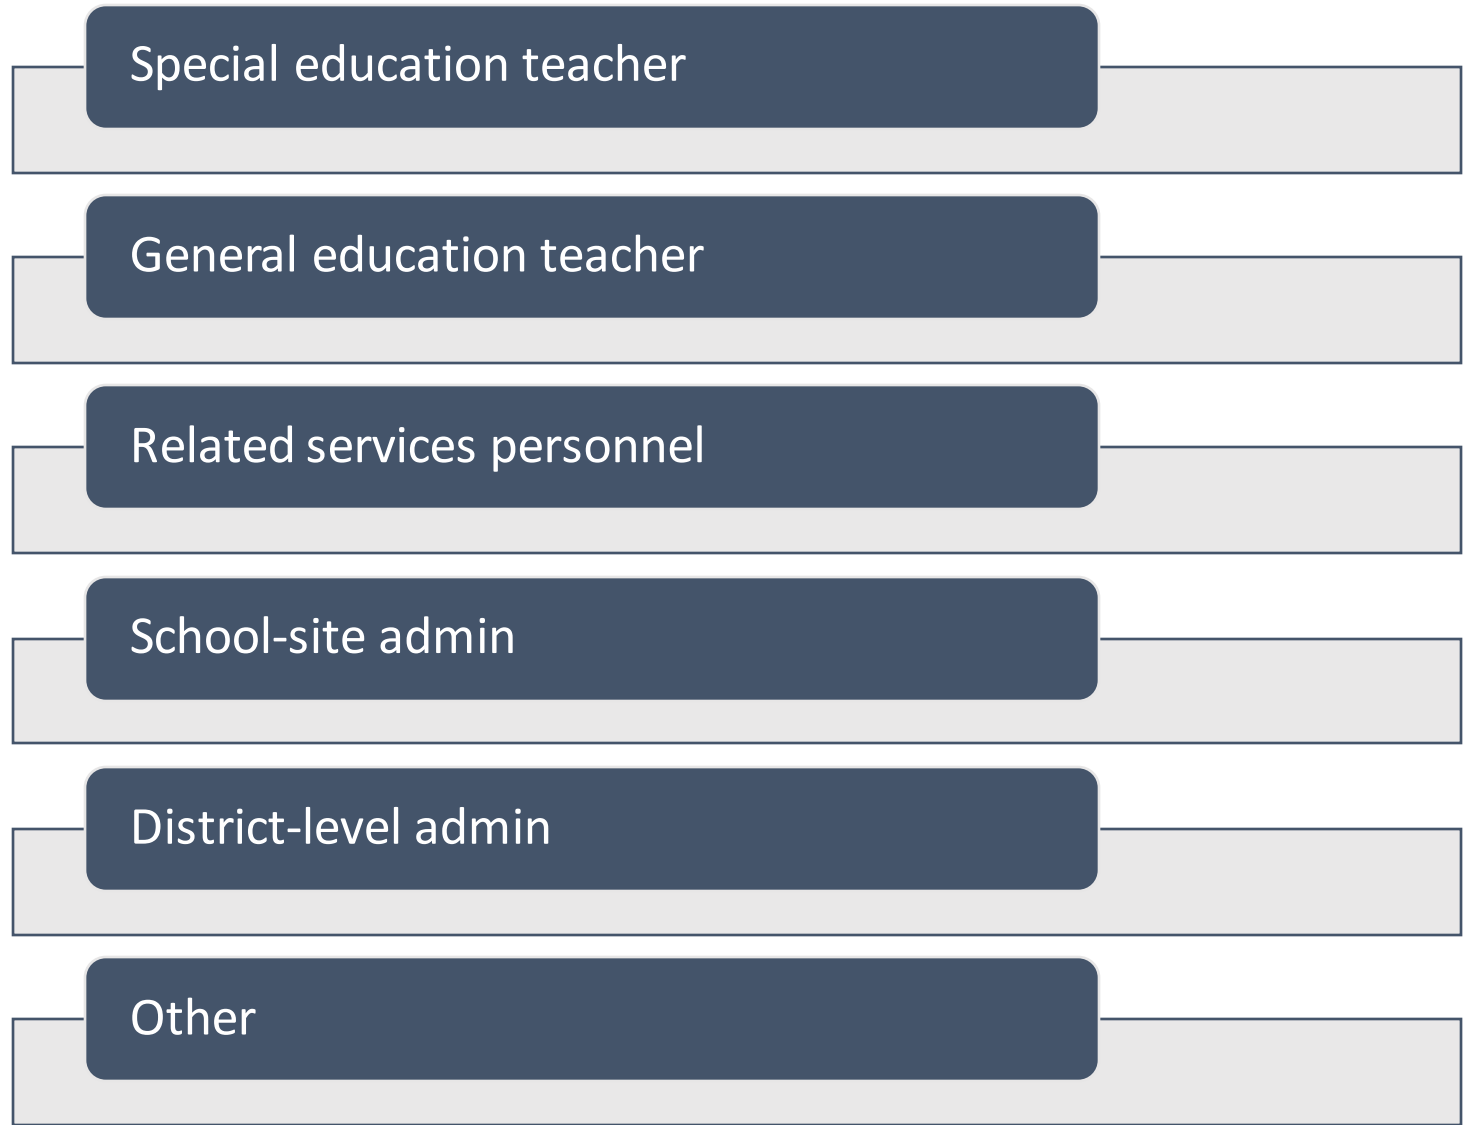 Special education teacher
General education teacher
Related services personnel
School-site admin
District-level admin
Other